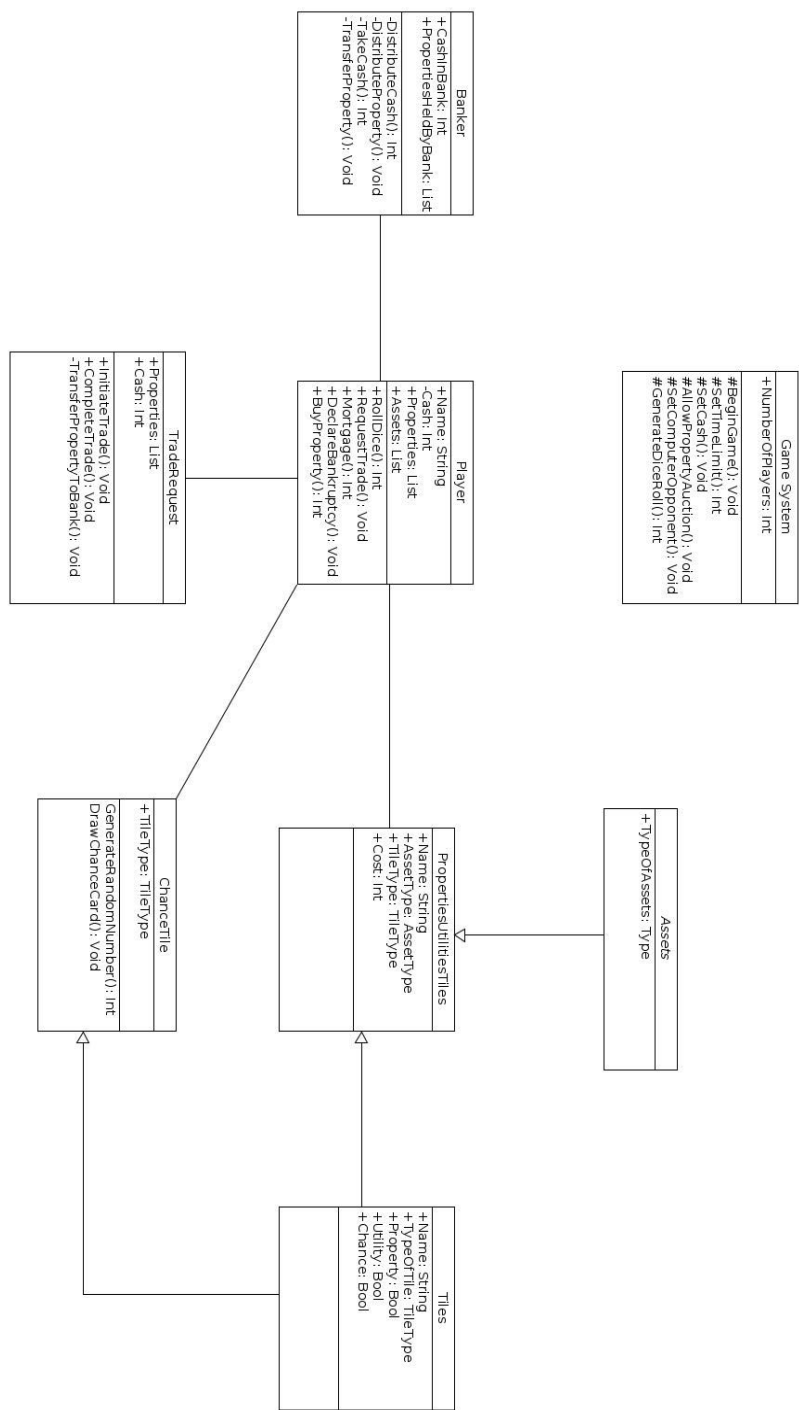 Game System
+NumberOfPlayers: Int
#BeginGame(): Void
#SetTimeLimit(): Int
#SetCash(): Void
#AllowPropertyAuction(): Void
#SetComputerOpponent(): Void
#GenerateDiceRoll(): Int
Assets
+TypeOfAssets: Type
Banker
+CashInBank: Int
+PropertiesHeldByBank: List
-DistributeCash(): Int
-DistributeProperty(): Void
-TakeCash(): Int
-TransferProperty(): Void
Player
+Name: String
-Cash: Int
+Properties: List
+Assets: List
+RollDice(): Int
+RequestTrade(): Void
+Mortgage(): Int
+DeclareBankruptcy(): Void
+BuyProperty(): Int
PropertiesUtilitiesTiles
+Name: String
+AssetType: AssetType
+TileType: TileType
+Cost: Int
Tiles
+Name: String
+TypeOfTile: TileType
+Property: Bool
+Utility: Bool
+Chance: Bool
TradeRequest
+Properties: List
+Cash: Int
+InitiateTrade(): Void
+CompleteTrade(): Void
-TransferPropertyToBank(): Void
ChanceTile
+TileType: TileType
GenerateRandomNumber(): Int
DrawChanceCard(): Void